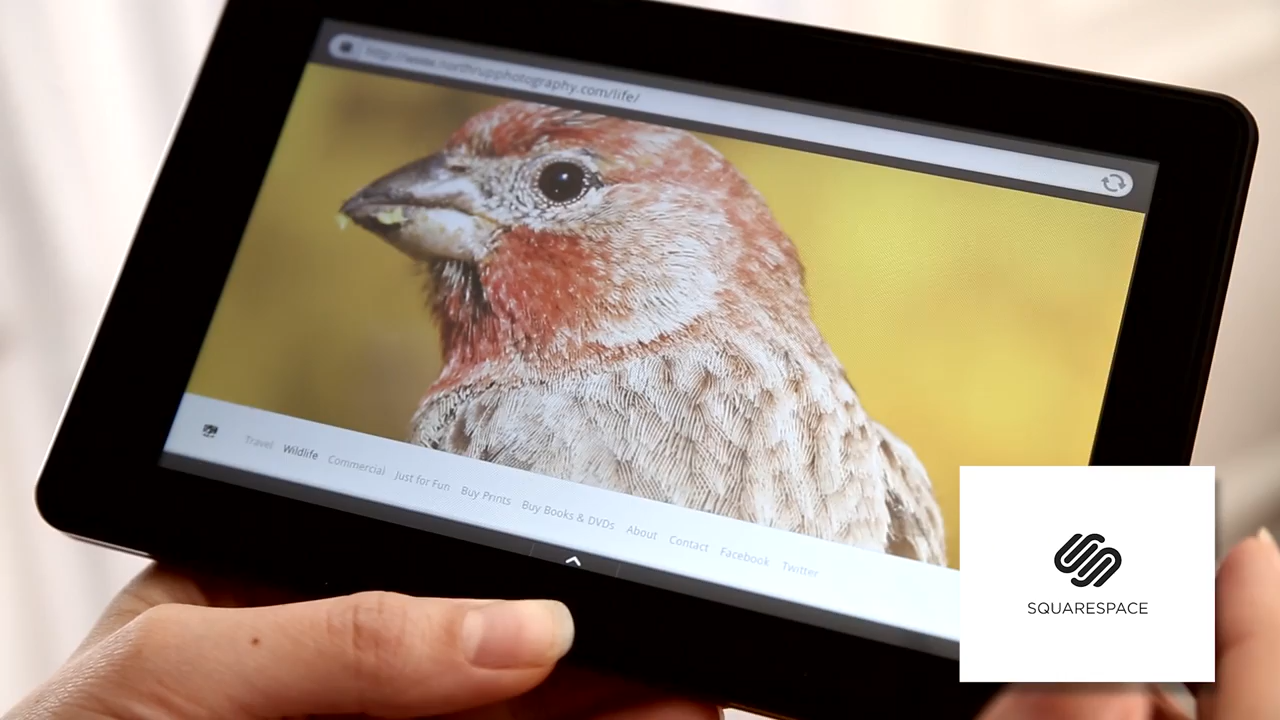 http://www.northrupphotography.com/life/
Travel Wildlife Commercial Just for Fun Buy Prints Buy Books & DVDs About Contact Facebook Twitter
SQUARESPACE